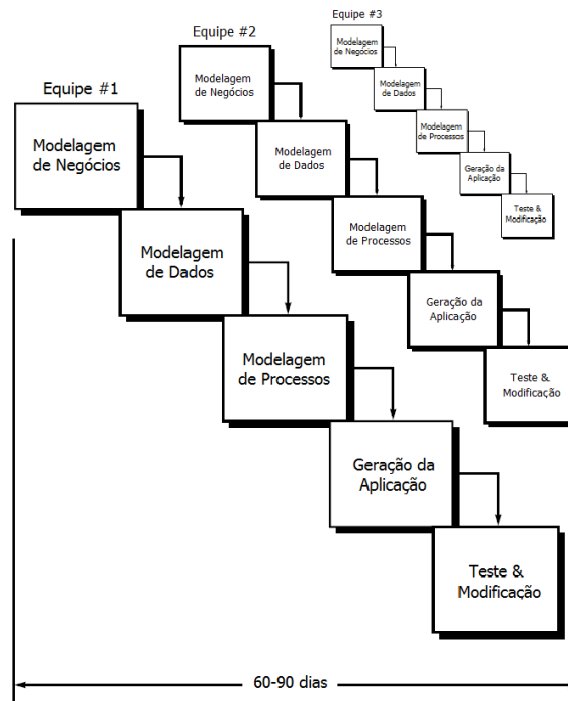 Equipe #1
Modelagem
de Negócios
Modelagem
de Dados
Modelagem
de Processos
Geração da
Aplicação
Teste &
Modificação
Equipe #2
Modelagem
de Negócios
Modelagem
de Dados
Modelagem
de Processos
Geração da
Aplicação
Teste &
Modificação
Equipe #3
Modelagem
de Negócios
Modelagem
de Dados
Modelagem
de Processos
Geração da
Aplicação
Teste &
Modificação
60-90 dias